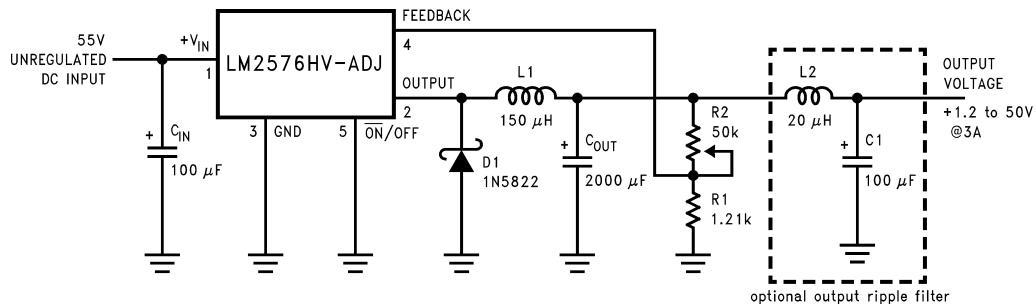 FEEDBACK
4
55V
UNREGULATED
DC INPUT
+VIN
1
LM2576HV-ADJ
OUTPUT
2
L1
150 μH
L2
20 μH
OUTPUT
VOLTAGE
+1.2 to 50V
@3A
3 GND
5 ON/OFF
+ CIN
100 μF
D1
1N5822
+ COUT
2000 μF
R2
50k
R1
1.21k
+ C1
100 μF
optional output ripple filter